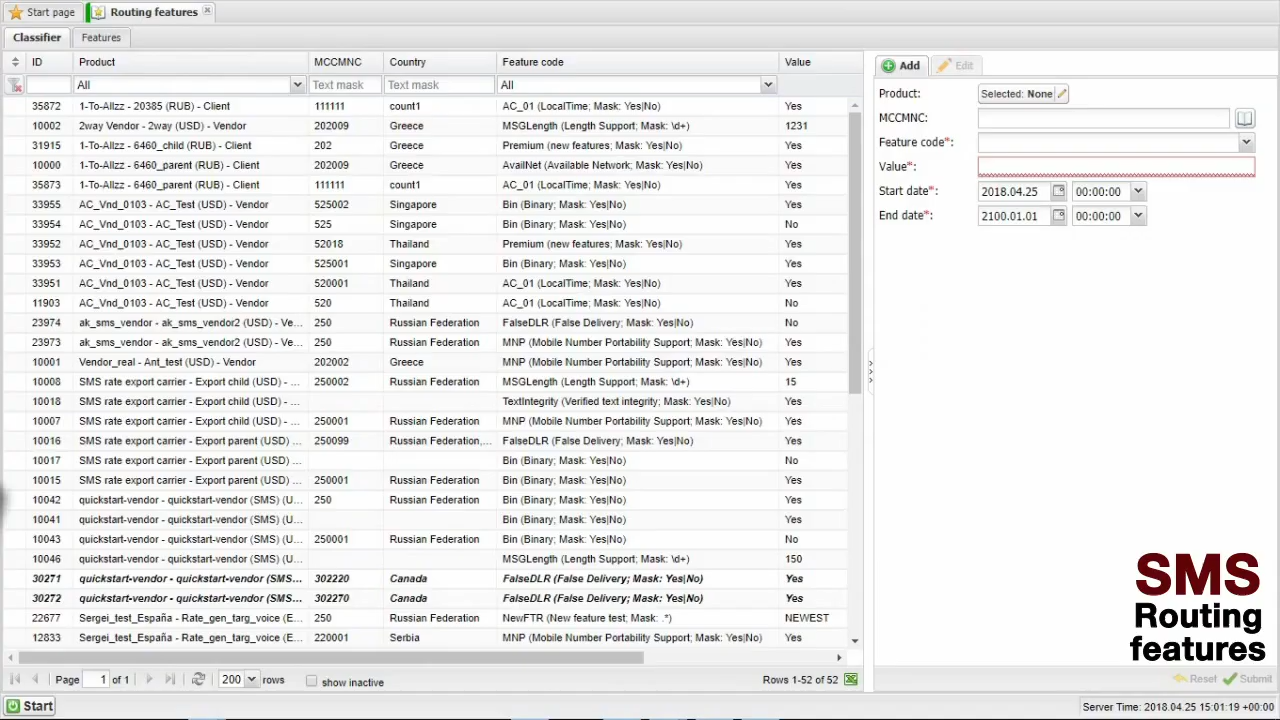 Start page Routing features
Classifier Features
ID Product MCCMNC Country Feature code Value
All Text mask Text mask All
35872 1-To-Allzz - 20385 (RUB) - Client 111111 count1 AC_01 (LocalTime; Mask: Yes|No) Yes
10002 2way Vendor - 2way (USD) - Vendor 202009 Greece MSGLength (Length Support; Mask: \d+) 1231
31915 1-To-Allzz - 6460_child (RUB) - Client 202 Greece Premium (new features; Mask: Yes|No) Yes
10000 1-To-Allzz - 6460_parent (RUB) - Client 202009 Greece AvailNet (Available Network; Mask: Yes|No) Yes
35873 1-To-Allzz - 6460_parent (RUB) - Client 111111 count1 AC_01 (LocalTime; Mask: Yes|No) Yes
33955 AC_Vnd_0103 - AC_Test (USD) - Vendor 525002 Singapore Bin (Binary; Mask: Yes|No) Yes
33954 AC_Vnd_0103 - AC_Test (USD) - Vendor 525 Singapore Bin (Binary; Mask: Yes|No) No
33952 AC_Vnd_0103 - AC_Test (USD) - Vendor 52018 Thailand Premium (new features; Mask: Yes|No) Yes
33953 AC_Vnd_0103 - AC_Test (USD) - Vendor 525001 Singapore Bin (Binary; Mask: Yes|No) Yes
33951 AC_Vnd_0103 - AC_Test (USD) - Vendor 520001 Thailand AC_01 (LocalTime; Mask: Yes|No) Yes
11903 AC_Vnd_0103 - AC_Test (USD) - Vendor 520 Thailand AC_01 (LocalTime; Mask: Yes|No) No
23974 ak_sms_vendor - ak_sms_vendor2 (USD) - Ve... 250 Russian Federation FalseDLR (False Delivery; Mask: Yes|No) No
23973 ak_sms_vendor - ak_sms_vendor2 (USD) - Ve... 250 Russian Federation MNP (Mobile Number Portability Support; Mask: Yes|No) Yes
10001 Vendor_real - Ant_test (USD) - Vendor 202002 Greece MNP (Mobile Number Portability Support; Mask: Yes|No) Yes
10008 SMS rate export carrier - Export child (USD) - ... 250002 Russian Federation MSGLength (Length Support; Mask: \d+) 15
10018 SMS rate export carrier - Export child (USD) - ... TextIntegrity (Verified text integrity; Mask: Yes|No) Yes
10007 SMS rate export carrier - Export child (USD) - ... 250001 Russian Federation MNP (Mobile Number Portability Support; Mask: Yes|No) Yes
10016 SMS rate export carrier - Export parent (USD) ... 250099 Russian Federation,... FalseDLR (False Delivery; Mask: Yes|No) Yes
10017 SMS rate export carrier - Export parent (USD) ... Bin (Binary; Mask: Yes|No) No
10015 SMS rate export carrier - Export parent (USD) ... 250001 Russian Federation Bin (Binary; Mask: Yes|No) Yes
10042 quickstart-vendor - quickstart-vendor (SMS) (U... 250 Russian Federation Bin (Binary; Mask: Yes|No) Yes
10041 quickstart-vendor - quickstart-vendor (SMS) (U... Bin (Binary; Mask: Yes|No) Yes
10043 quickstart-vendor - quickstart-vendor (SMS) (U... 250001 Russian Federation Bin (Binary; Mask: Yes|No) No
10046 quickstart-vendor - quickstart-vendor (SMS) (U... MSGLength (Length Support; Mask: \d+) 150
30271 quickstart-vendor - quickstart-vendor (SMS... 302220 Canada FalseDLR (False Delivery; Mask: Yes|No) Yes
30272 quickstart-vendor - quickstart-vendor (SMS... 302270 Canada FalseDLR (False Delivery; Mask: Yes|No) Yes
22677 Sergei_test_España - Rate_gen_targ_voice (E... 250 Russian Federation NewFTR (New feature test; Mask: .*) NEWEST
12833 Sergei_test_España - Rate_gen_targ_voice (E... 220001 Serbia MNP (Mobile Number Portability Support; Mask: Yes|No) Yes
Page 1 of 1 200 rows show inactive Rows 1-52 of 52
Add Edit
Product: Selected: None
MCCMNC:
Feature code*:
Value*:
Start date*: 2018.04.25 00:00:00
End date*: 2100.01.01 00:00:00
SMS
Routing
features
Reset Submit
Start Server Time: 2018.04.25 15:01:19 +00:00